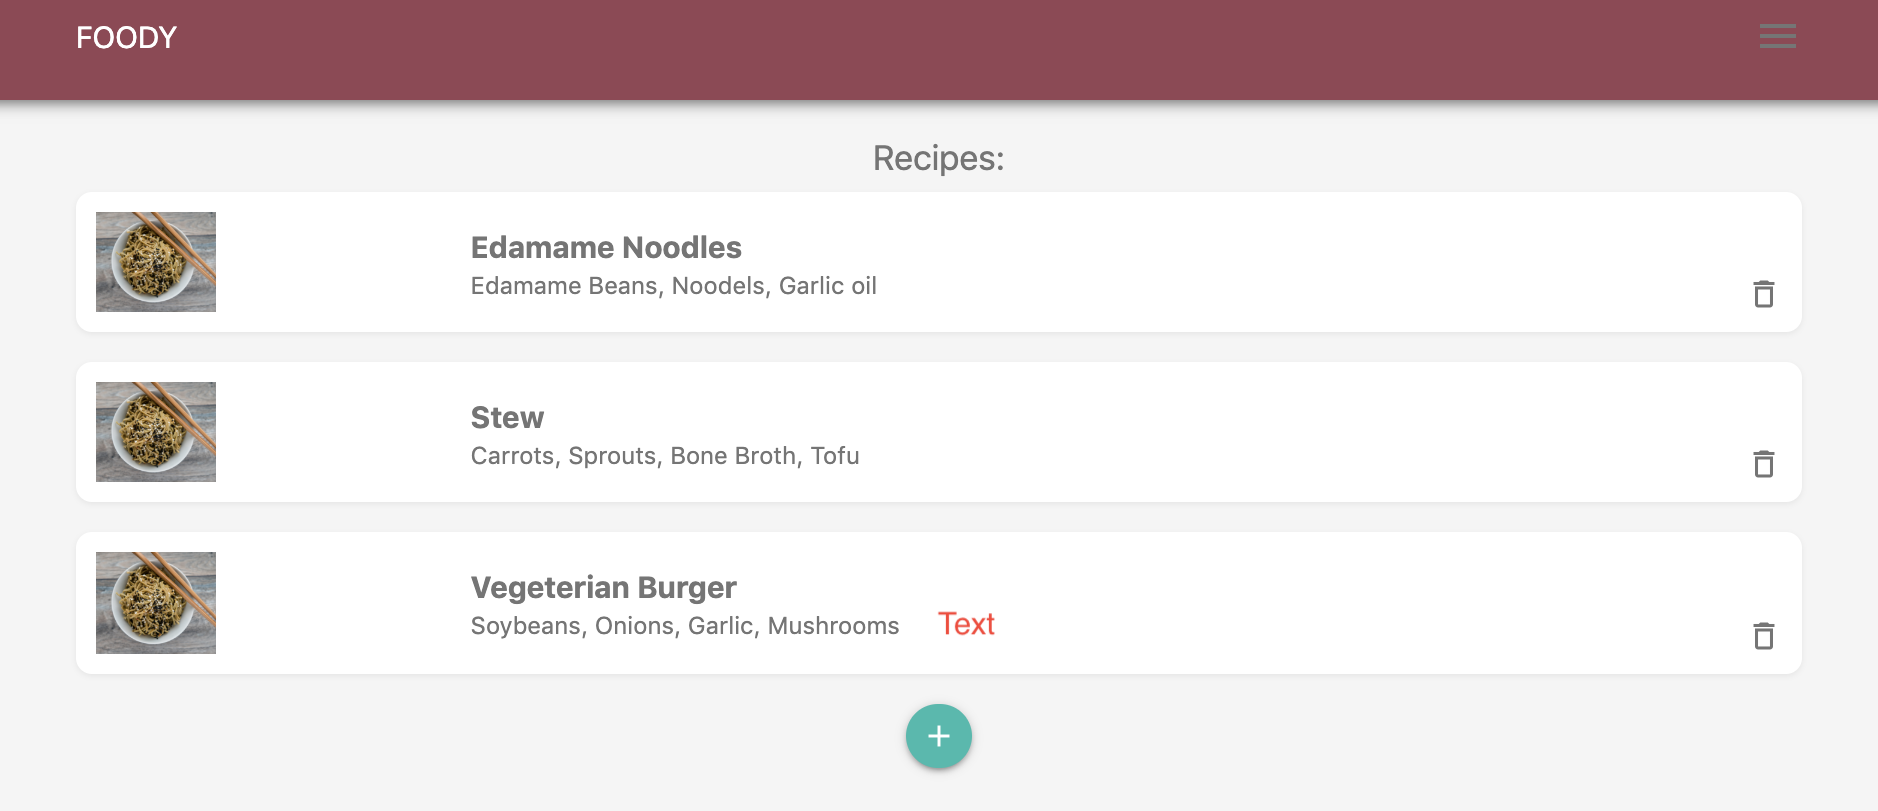 FOODY
Recipes:
Edamame Noodles
Edamame Beans, Noodels, Garlic oil
Stew
Carrots, Sprouts, Bone Broth, Tofu
Vegeterian Burger
Soybeans, Onions, Garlic, Mushrooms Text